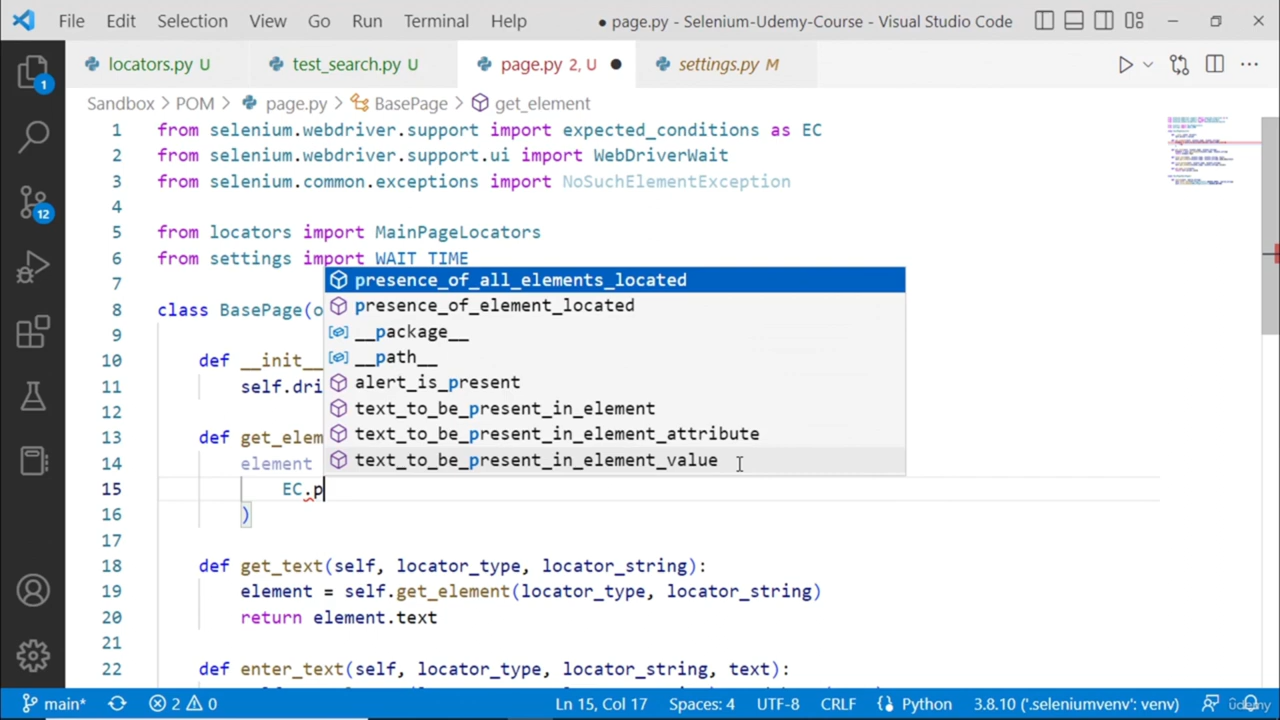 File Edit Selection View Go Run Terminal Help ● page.py - Selenium-Udemy-Course - Visual Studio Code
locators.py U test_search.py U page.py 2, U ● settings.py M
Sandbox > POM > page.py > BasePage > get_element
1 from selenium.webdriver.support import expected_conditions as EC
2 from selenium.webdriver.support.ui import WebDriverWait
3 from selenium.common.exceptions import NoSuchElementException
4
5 from locators import MainPageLocators
6 from settings import WAIT_TIME
7
presence_of_all_elements_located
8 class BasePage(o
presence_of_element_located
9
__package__
__path__
10 def __init__
alert_is_present
11 self.dri
12
text_to_be_present_in_element
13 def get_elem
text_to_be_present_in_element_attribute
14 element
text_to_be_present_in_element_value
15 EC.p
16 )
17
18 def get_text(self, locator_type, locator_string):
19 element = self.get_element(locator_type, locator_string)
20 return element.text
21
22 def enter_text(self, locator_type, locator_string, text):
1
12
main* 2 0 Ln 15, Col 17 Spaces: 4 UTF-8 CRLF Python 3.8.10 ('.seleniumvenv': venv)
udemy